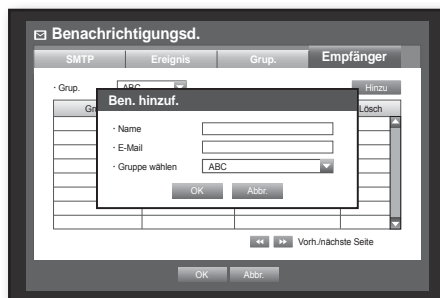 Benachrichtigungsd.
SMTP Ereignis Grup. Empfänger
· Grup. ABC Hinzu
Lösch
Ben. hinzuf.
· Name
· E-Mail
· Gruppe wählen ABC
OK Abbr.
Vorh./nächste Seite
OK Abbr.